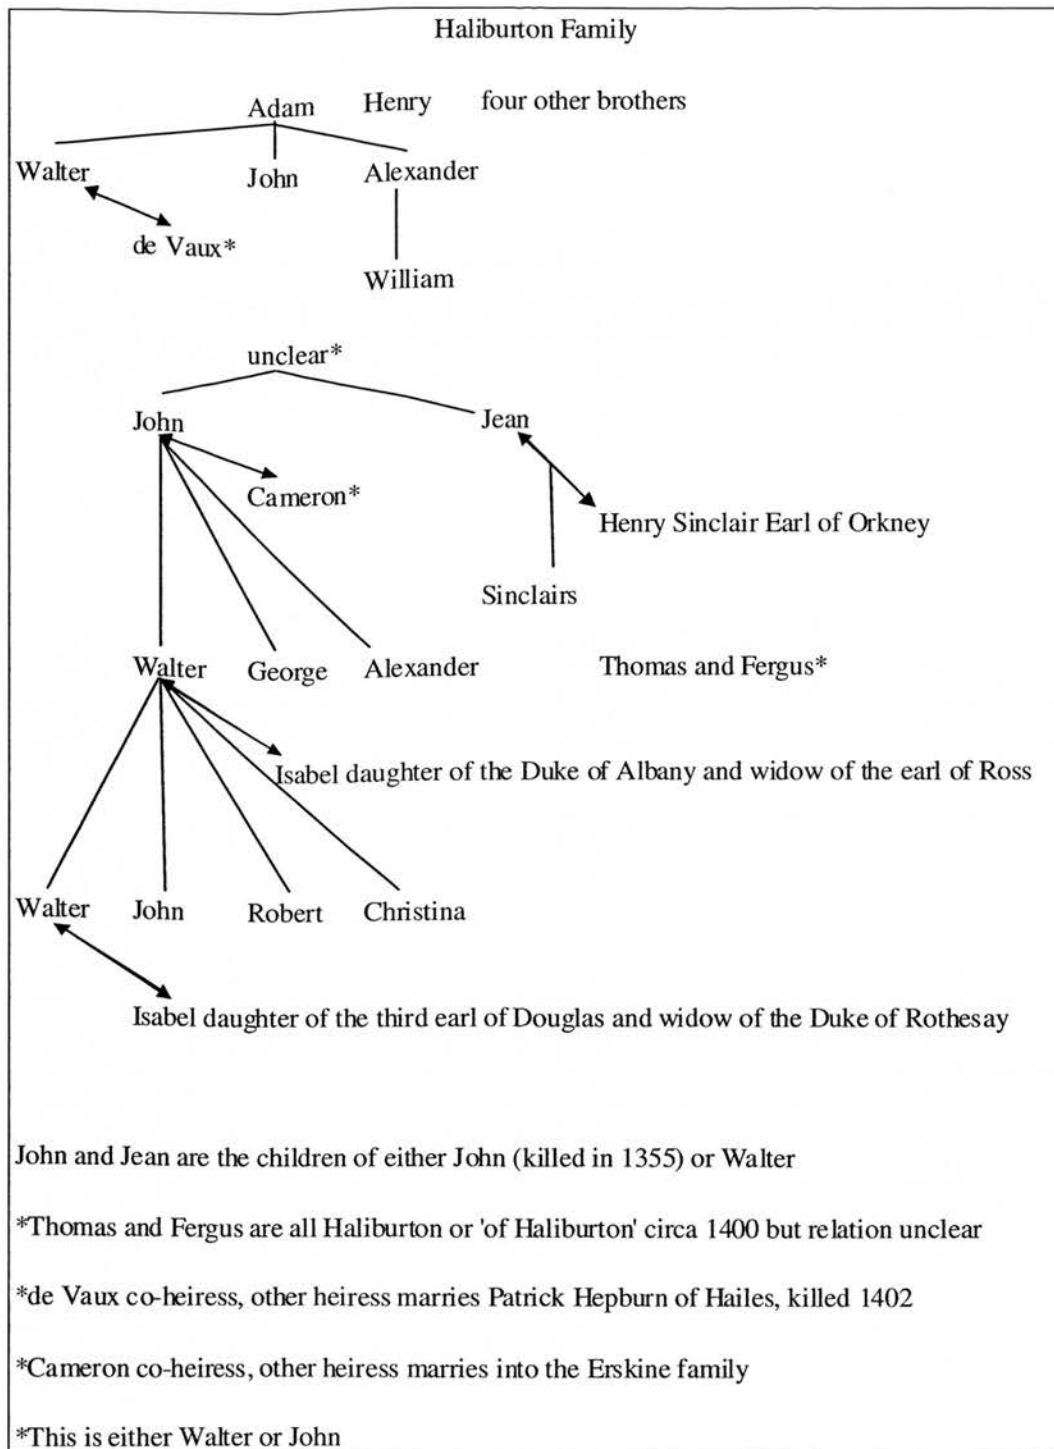 Haliburton Family
Adam Henry four other brothers
Walter John Alexander
de Vaux*
William
unclear*
John Jean
Cameron*
Henry Sinclair Earl of Orkney
Sinclairs
Walter George Alexander Thomas and Fergus*
Isabel daughter of the Duke of Albany and widow of the earl of Ross
Walter John Robert Christina
Isabel daughter of the third earl of Douglas and widow of the Duke of Rothesay
John and Jean are the children of either John (killed in 1355) or Walter
*Thomas and Fergus are all Haliburton or 'of Haliburton' circa 1400 but relation unclear
*de Vaux co-heiress, other heiress marries Patrick Hepburn of Hailes, killed 1402
*Cameron co-heiress, other heiress marries into the Erskine family
*This is either Walter or John